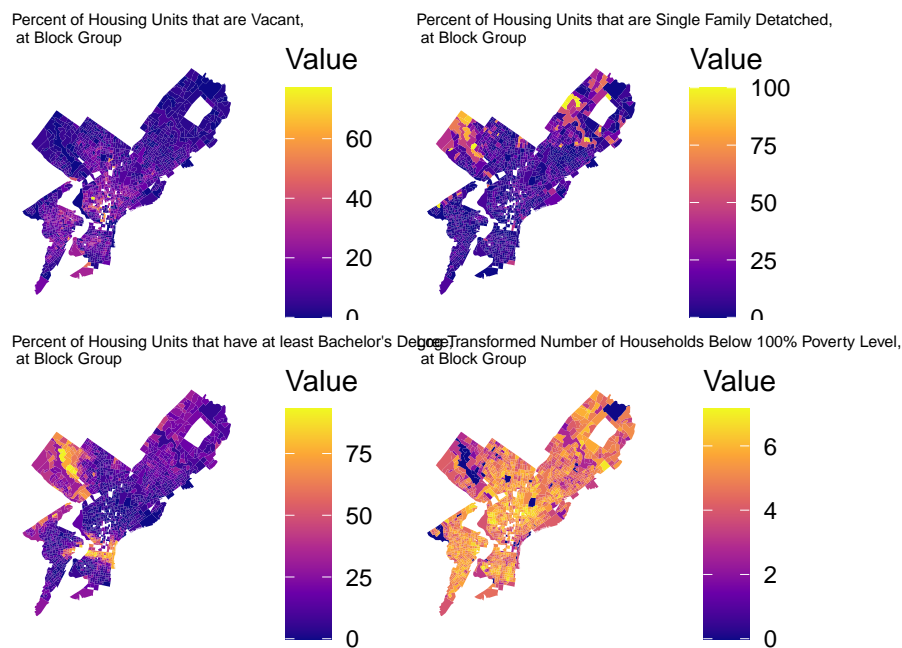 Percent of Housing Units that are Vacant,
at Block Group
Value
60
40
20
0
Percent of Housing Units that are Single Family Detatched,
at Block Group
Value
100
75
50
25
0
Percent of Housing Units that have at least Bachelor's Degree,
at Block Group
Value
75
50
25
0
Log Transformed Number of Households Below 100% Poverty Level,
at Block Group
Value
6
4
2
0